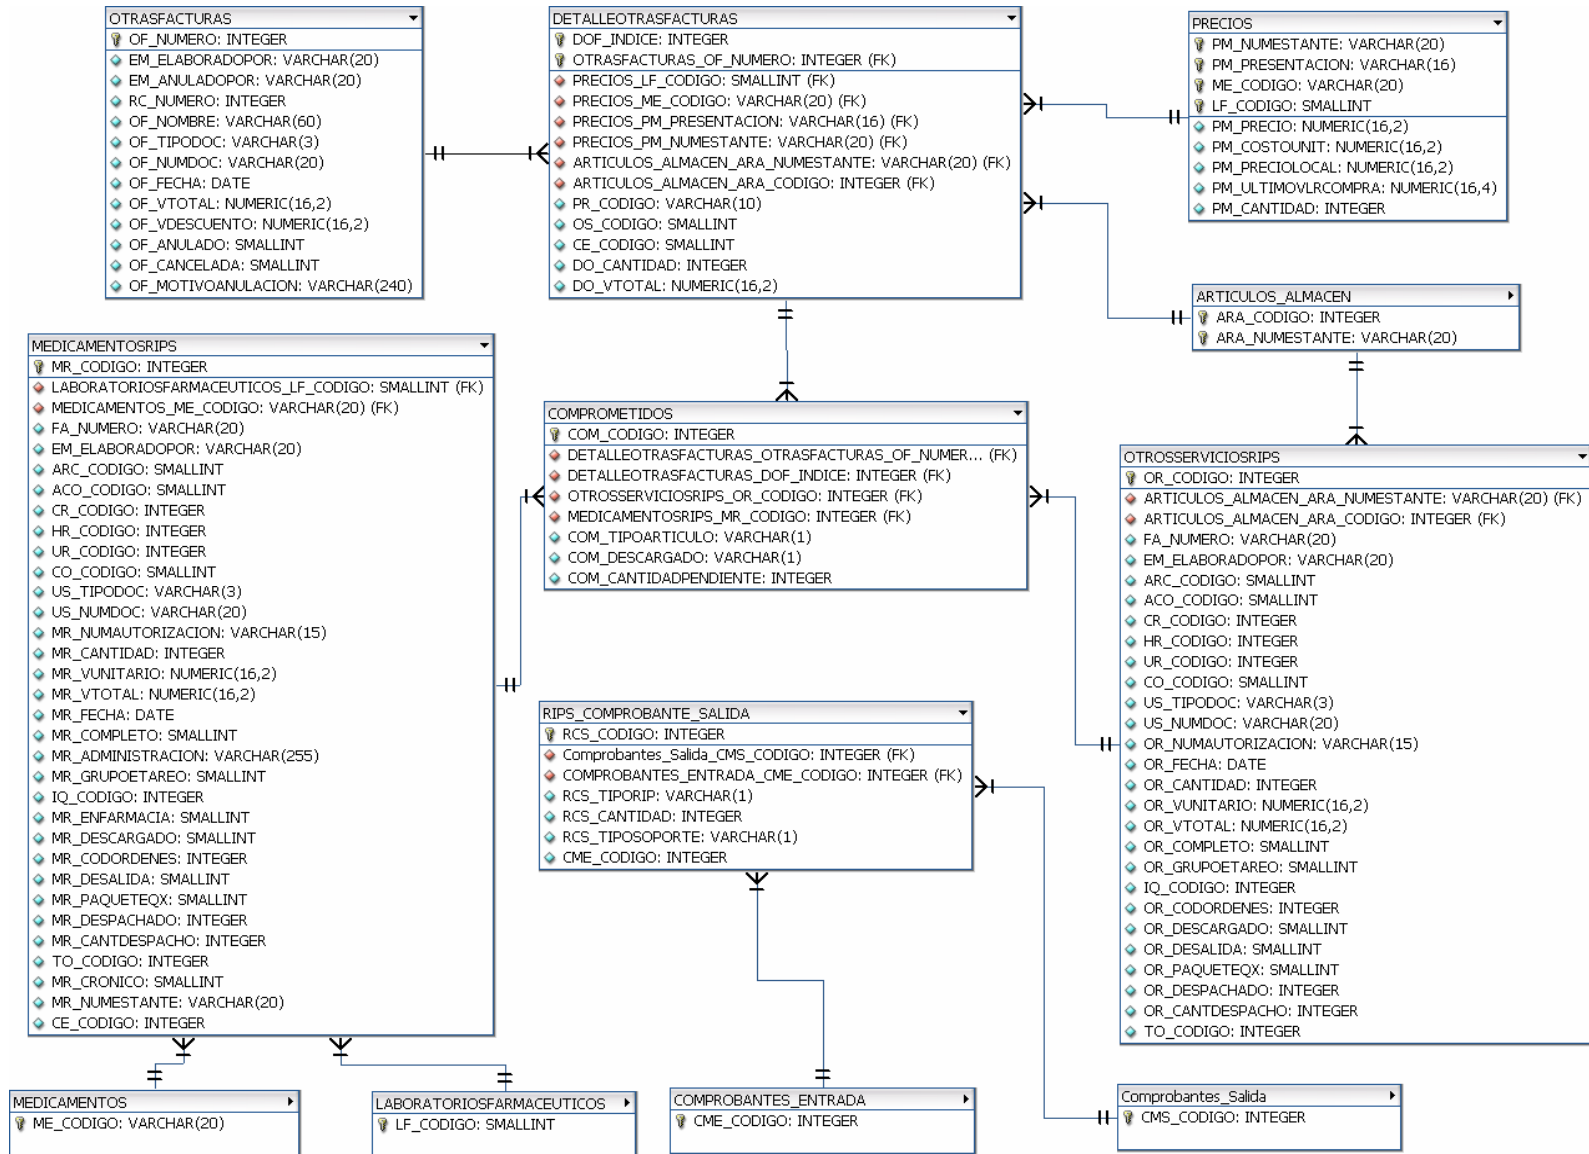 OTRASFACTURAS
OF_NUMERO: INTEGER
EM_ELABORADOPOR: VARCHAR(20)
EM_ANULADOPOR: VARCHAR(20)
RC_NUMERO: INTEGER
OF_NOMBRE: VARCHAR(60)
OF_TIPODOC: VARCHAR(3)
OF_NUMDOC: VARCHAR(20)
OF_FECHA: DATE
OF_VTOTAL: NUMERIC(16,2)
OF_VDESCUENTO: NUMERIC(16,2)
OF_ANULADO: SMALLINT
OF_CANCELADA: SMALLINT
OF_MOTIVOANULACION: VARCHAR(240)
DETALLEOTRASFACTURAS
DOF_INDICE: INTEGER
OTRASFACTURAS_OF_NUMERO: INTEGER (FK)
PRECIOS_LF_CODIGO: SMALLINT (FK)
PRECIOS_ME_CODIGO: VARCHAR(20) (FK)
PRECIOS_PM_PRESENTACION: VARCHAR(16) (FK)
PRECIOS_PM_NUMESTANTE: VARCHAR(20) (FK)
ARTICULOS_ALMACEN_ARA_NUMESTANTE: VARCHAR(20) (FK)
ARTICULOS_ALMACEN_ARA_CODIGO: INTEGER (FK)
PR_CODIGO: VARCHAR(10)
OS_CODIGO: SMALLINT
CE_CODIGO: SMALLINT
DO_CANTIDAD: INTEGER
DO_VTOTAL: NUMERIC(16,2)
PRECIOS
PM_NUMESTANTE: VARCHAR(20)
PM_PRESENTACION: VARCHAR(16)
ME_CODIGO: VARCHAR(20)
LF_CODIGO: SMALLINT
PM_PRECIO: NUMERIC(16,2)
PM_COSTOUNIT: NUMERIC(16,2)
PM_PRECIOLOCAL: NUMERIC(16,2)
PM_ULTIMOVLRCOMPRA: NUMERIC(16,4)
PM_CANTIDAD: INTEGER
ARTICULOS_ALMACEN
ARA_CODIGO: INTEGER
ARA_NUMESTANTE: VARCHAR(20)
MEDICAMENTOSRIPS
MR_CODIGO: INTEGER
LABORATORIOSFARMACEUTICOS_LF_CODIGO: SMALLINT (FK)
MEDICAMENTOS_ME_CODIGO: VARCHAR(20) (FK)
FA_NUMERO: VARCHAR(20)
EM_ELABORADOPOR: VARCHAR(20)
ARC_CODIGO: SMALLINT
ACO_CODIGO: SMALLINT
CR_CODIGO: INTEGER
HR_CODIGO: INTEGER
UR_CODIGO: INTEGER
CO_CODIGO: SMALLINT
US_TIPODOC: VARCHAR(3)
US_NUMDOC: VARCHAR(20)
MR_NUMAUTORIZACION: VARCHAR(15)
MR_CANTIDAD: INTEGER
MR_VUNITARIO: NUMERIC(16,2)
MR_VTOTAL: NUMERIC(16,2)
MR_FECHA: DATE
MR_COMPLETO: SMALLINT
MR_ADMINISTRACION: VARCHAR(255)
MR_GRUPOETAREO: SMALLINT
IQ_CODIGO: INTEGER
MR_ENFARMACIA: SMALLINT
MR_DESCARGADO: SMALLINT
MR_CODORDENES: INTEGER
MR_DESALIDA: SMALLINT
MR_PAQUETEQX: SMALLINT
MR_DESPACHADO: INTEGER
MR_CANTDESPACHO: INTEGER
TO_CODIGO: INTEGER
MR_CRONICO: SMALLINT
MR_NUMESTANTE: VARCHAR(20)
CE_CODIGO: INTEGER
COMPROMETIDOS
COM_CODIGO: INTEGER
DETALLEOTRASFACTURAS_OTRASFACTURAS_OF_NUMER... (FK)
DETALLEOTRASFACTURAS_DOF_INDICE: INTEGER (FK)
OTROSSERVICIOSRIPS_OR_CODIGO: INTEGER (FK)
MEDICAMENTOSRIPS_MR_CODIGO: INTEGER (FK)
COM_TIPOARTICULO: VARCHAR(1)
COM_DESCARGADO: VARCHAR(1)
COM_CANTIDADPENDIENTE: INTEGER
OTROSSERVICIOSRIPS
OR_CODIGO: INTEGER
ARTICULOS_ALMACEN_ARA_NUMESTANTE: VARCHAR(20) (FK)
ARTICULOS_ALMACEN_ARA_CODIGO: INTEGER (FK)
FA_NUMERO: VARCHAR(20)
EM_ELABORADOPOR: VARCHAR(20)
ARC_CODIGO: SMALLINT
ACO_CODIGO: SMALLINT
CR_CODIGO: INTEGER
HR_CODIGO: INTEGER
UR_CODIGO: INTEGER
CO_CODIGO: SMALLINT
US_TIPODOC: VARCHAR(3)
US_NUMDOC: VARCHAR(20)
OR_NUMAUTORIZACION: VARCHAR(15)
OR_FECHA: DATE
OR_CANTIDAD: INTEGER
OR_VUNITARIO: NUMERIC(16,2)
OR_VTOTAL: NUMERIC(16,2)
OR_COMPLETO: SMALLINT
OR_GRUPOETAREO: SMALLINT
IQ_CODIGO: INTEGER
OR_CODORDENES: INTEGER
OR_DESCARGADO: SMALLINT
OR_DESALIDA: SMALLINT
OR_PAQUETEQX: SMALLINT
OR_DESPACHADO: INTEGER
OR_CANTDESPACHO: INTEGER
TO_CODIGO: INTEGER
RIPS_COMPROBANTE_SALIDA
RCS_CODIGO: INTEGER
Comprobantes_Salida_CMS_CODIGO: INTEGER (FK)
COMPROBANTES_ENTRADA_CME_CODIGO: INTEGER (FK)
RCS_TIPORIP: VARCHAR(1)
RCS_CANTIDAD: INTEGER
RCS_TIPOSOPORTE: VARCHAR(1)
CME_CODIGO: INTEGER
MEDICAMENTOS
ME_CODIGO: VARCHAR(20)
LABORATORIOSFARMACEUTICOS
LF_CODIGO: SMALLINT
COMPROBANTES_ENTRADA
CME_CODIGO: INTEGER
Comprobantes_Salida
CMS_CODIGO: INTEGER